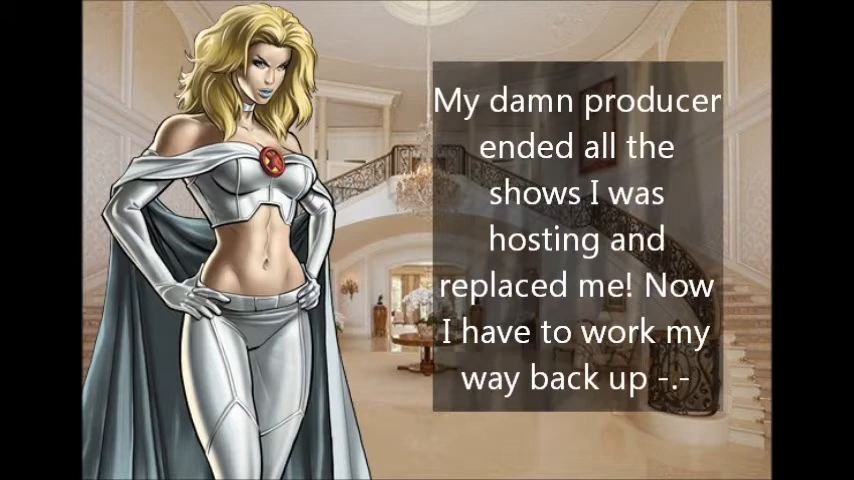 My damn producer
ended all the
shows I was
hosting and
replaced me! Now
I have to work my
way back up -.-